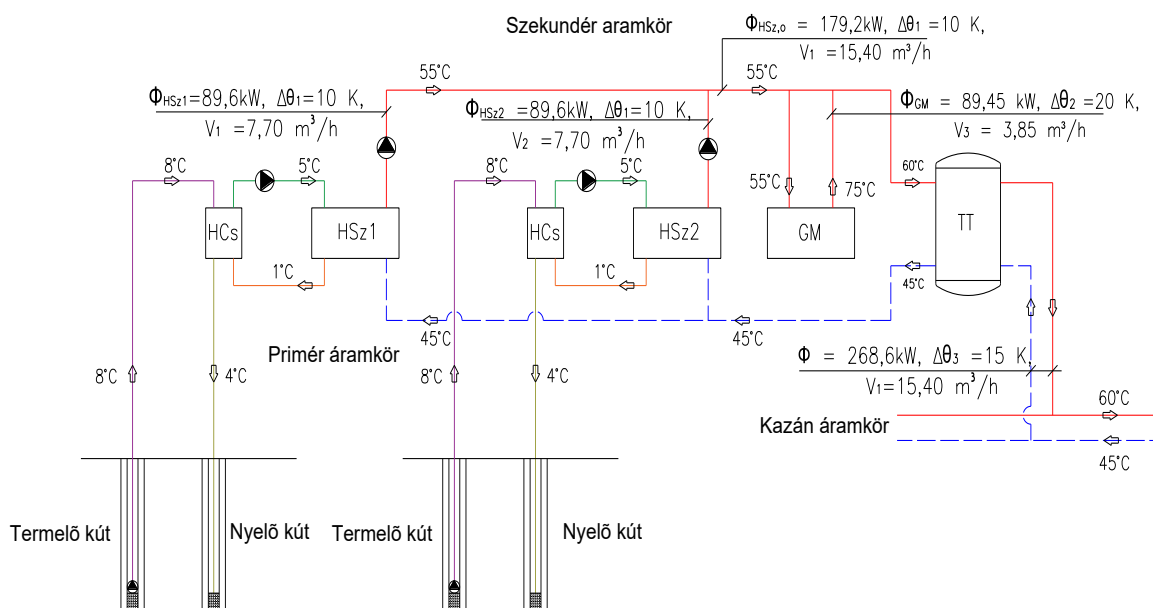 Szekundér aramkör
ΦHSz,o = 179,2kW, Δθ1 = 10 K,
V1 =15,40 m³/h
55°C
55°C
ΦHSz1=89,6kW, Δθ1=10 K,
V1 =7,70 m³/h
ΦHSz2=89,6kW, Δθ1=10 K,
V2 =7,70 m³/h
ΦGM = 89,45 kW, Δθ2 = 20 K,
V3 = 3,85 m³/h
8°C
5°C
8°C
5°C
55°C
75°C
60°C
HCs
HSz1
HCs
HSz2
GM
TT
1°C
1°C
45°C
45°C
45°C
Primér áramkör
8°C
4°C
8°C
4°C
Φ = 268,6kW, Δθ3 =15 K,
V1=15,40 m³/h
60°C
Kazán áramkör
45°C
Termelõ kút
Nyelõ kút
Termelõ kút
Nyelõ kút